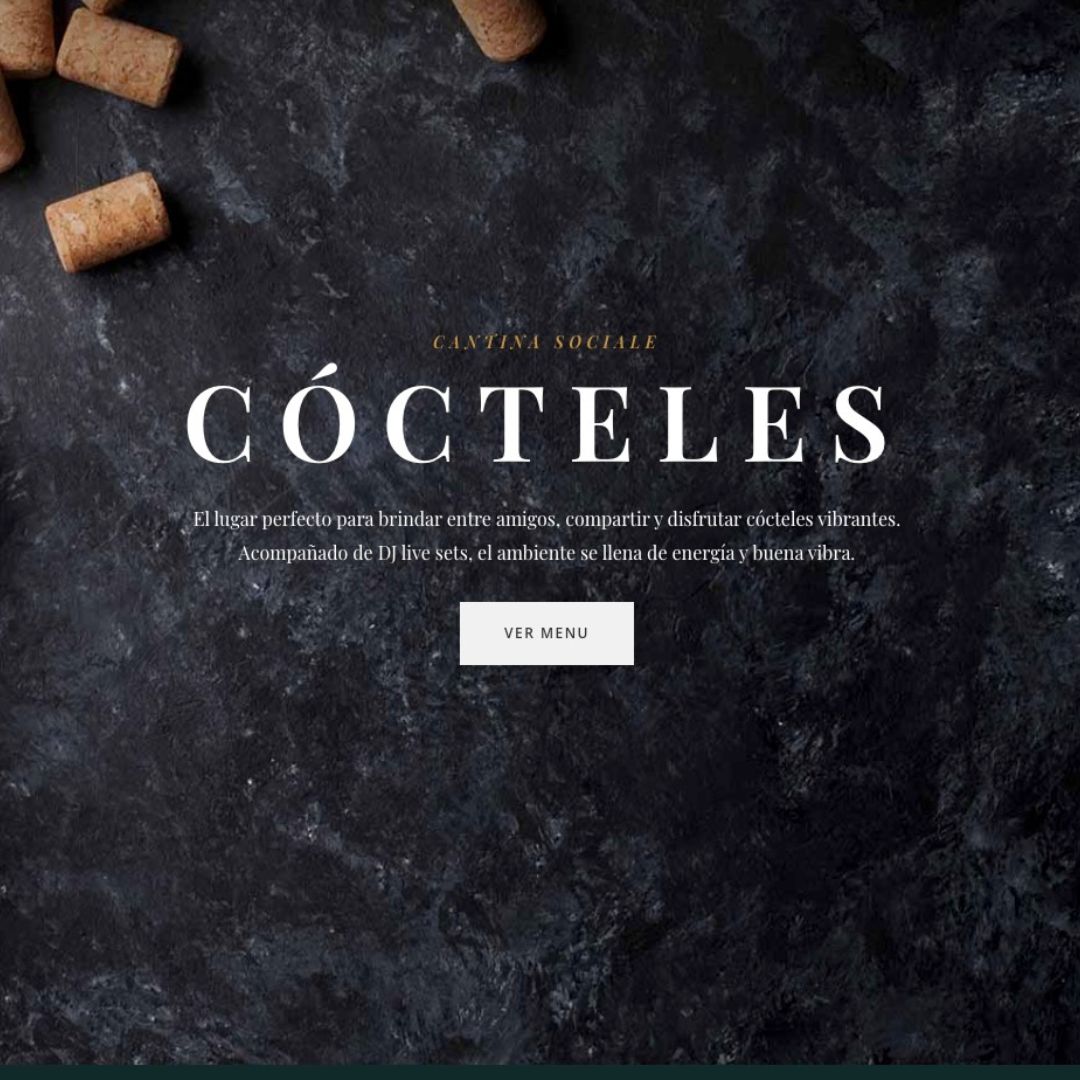 CANTINA SOCIALE
CÓCTELES
El lugar perfecto para brindar entre amigos, compartir y disfrutar cócteles vibrantes.
Acompañado de DJ live sets, el ambiente se llena de energía y buena vibra.
VER MENU